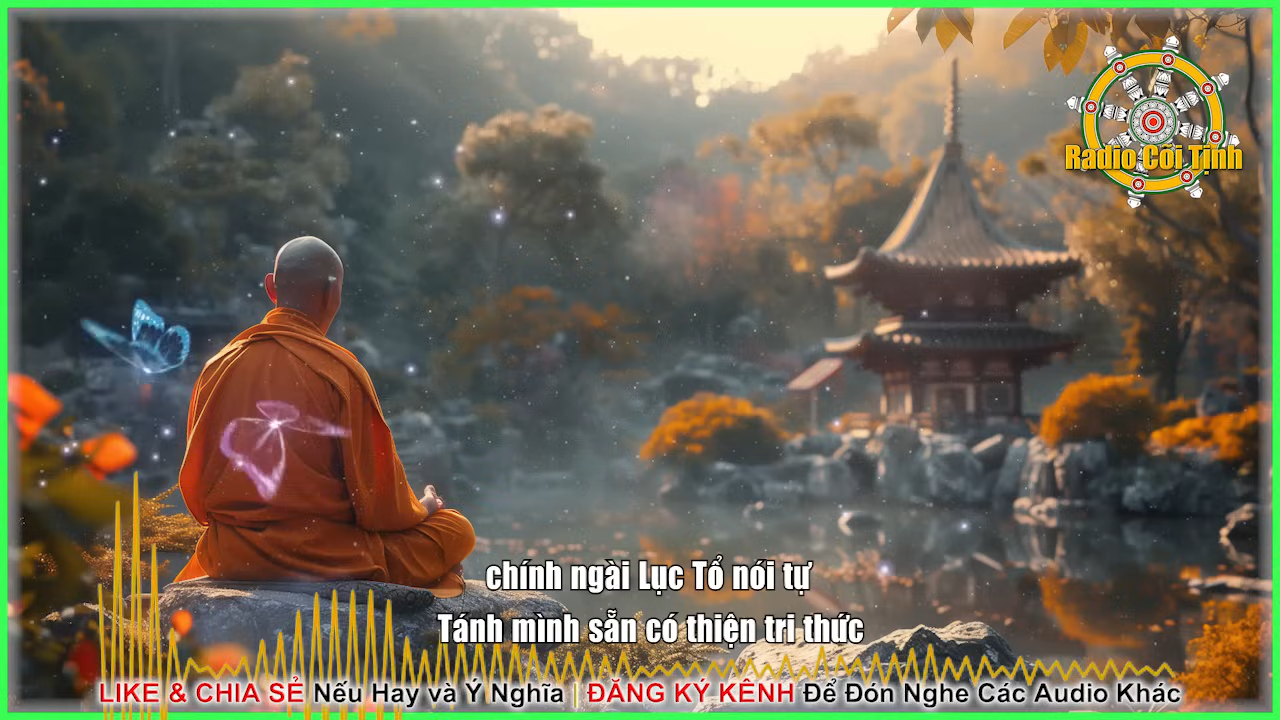 Radio Cõi Tịnh
chính ngài Lục Tổ nói tự
Tánh mình sẵn có thiện tri thức
LIKE & CHIA SẺ Nếu Hay và Ý Nghĩa | ĐĂNG KÝ KÊNH Để Đón Nghe Các Audio Khác